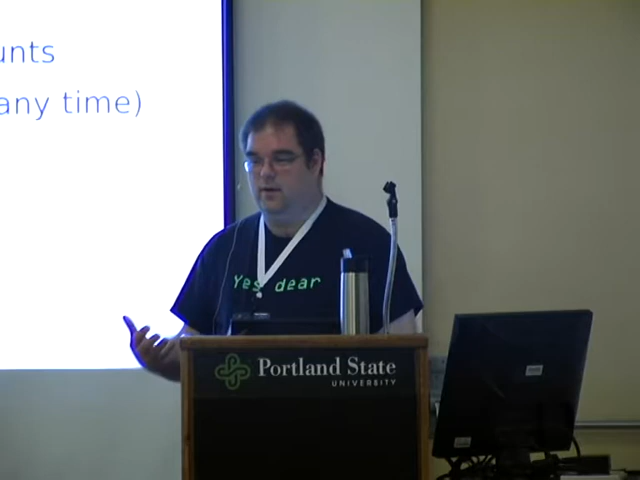 unts
any time)
Yes dear
Portland State
UNIVERSITY